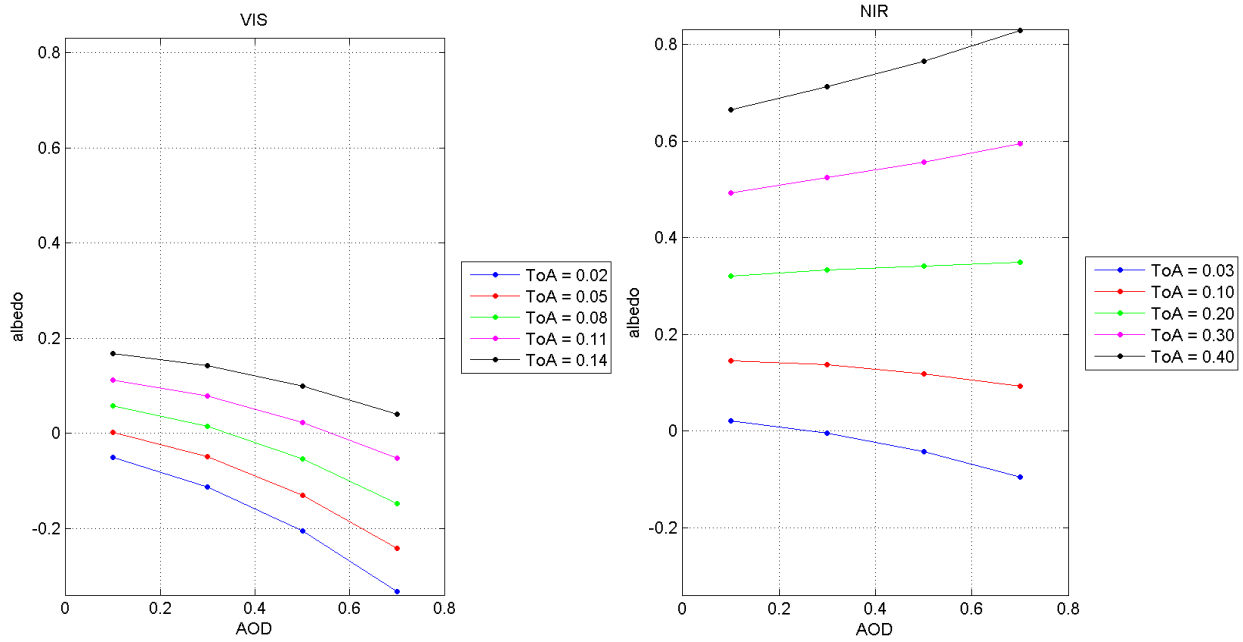 VIS
0.8
0.6
0.4
0.2
0
-0.2
albedo
0
0.2
0.4
0.6
0.8
AOD
ToA = 0.02
ToA = 0.05
ToA = 0.08
ToA = 0.11
ToA = 0.14
NIR
0.8
0.6
0.4
0.2
0
-0.2
albedo
0
0.2
0.4
0.6
0.8
AOD
ToA = 0.03
ToA = 0.10
ToA = 0.20
ToA = 0.30
ToA = 0.40